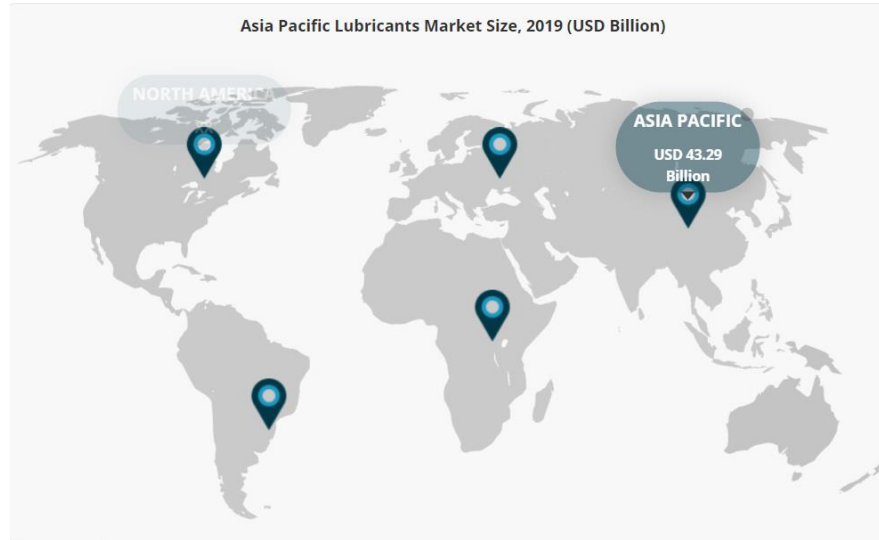 Asia Pacific Lubricants Market Size, 2019 (USD Billion)
NORTH AMERICA
ASIA PACIFIC
USD 43.29
Billion